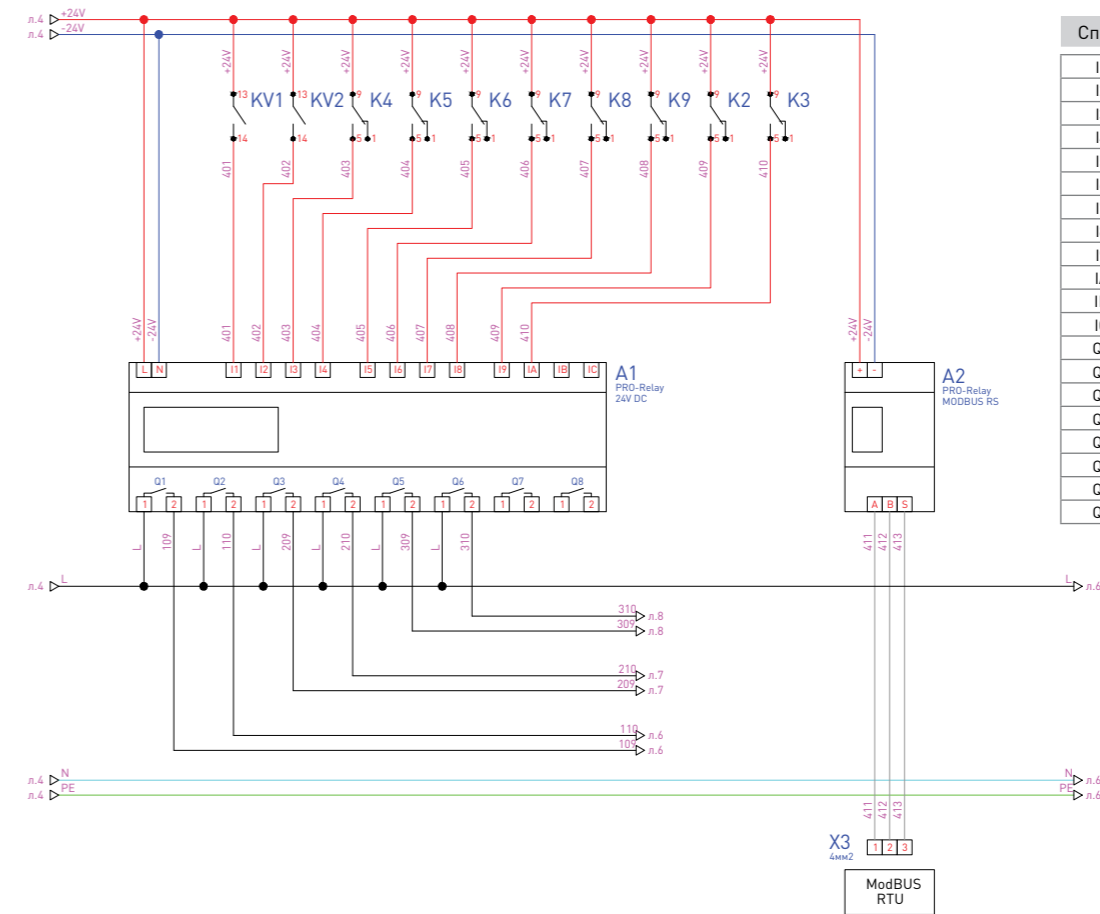 л.4 +24V
л.4 -24V
Сп
+24V +24V +24V +24V +24V +24V +24V +24V +24V +24V
13 KV1 13 KV2 9 K4 9 K5 9 K6 9 K7 9 K8 9 K9 9 K2 9 K3
14 14 5 1 5 1 5 1 5 1 5 1 5 1 5 1 5 1
401 402 403 404 405 406 407 408 409 410
+24V -24V 401 402 403 404 405 406 407 408 409 410 +24V -24V
L N I1 I2 I3 I4 I5 I6 I7 I8 I9 IA IB IC
A1
PRO-Relay
24V DC
+ -
A2
PRO-Relay
MODBUS RS
Q1 Q2 Q3 Q4 Q5 Q6 Q7 Q8
1 2 1 2 1 2 1 2 1 2 1 2 1 2 1 2
A B S
L 109 L 110 L 209 L 210 L 309 L 310
411 412 413
л.4 L
L л.6
310 л.8
309 л.8
210 л.7
209 л.7
110 л.6
109 л.6
л.4 N
N л.6
л.4 PE
PE л.6
411 412 413
X3
4мм2
1 2 3
ModBUS
RTU